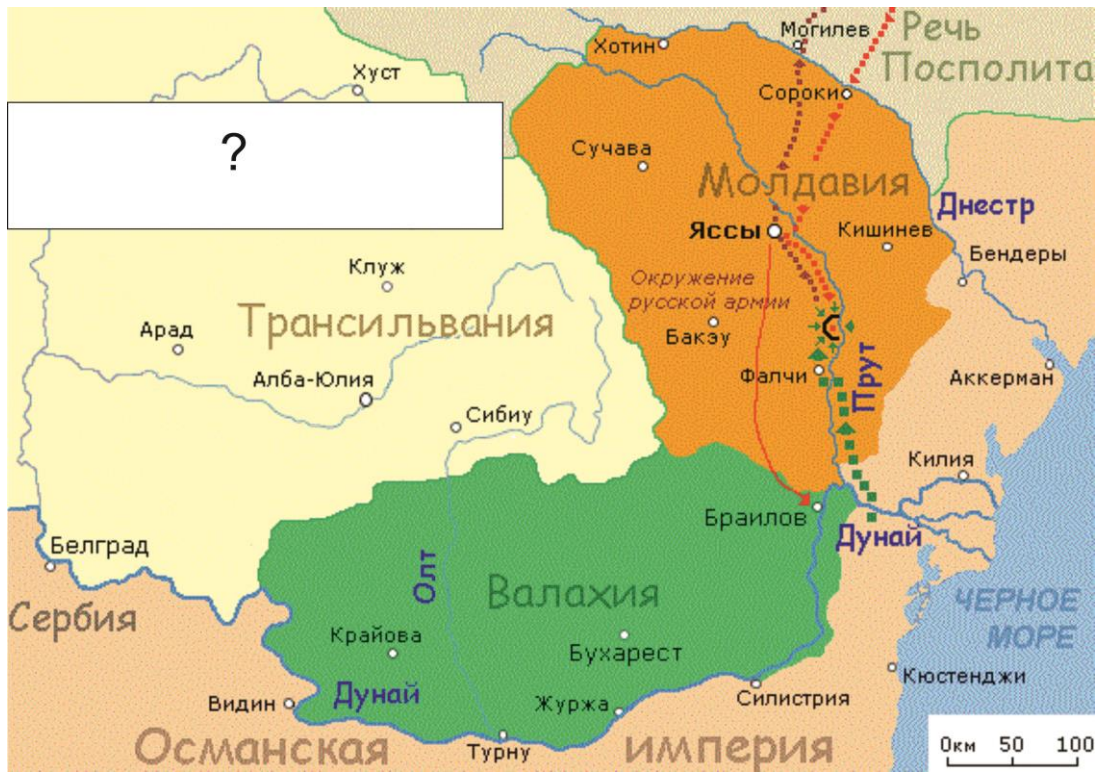 Могилев
Речь
Посполита
Хотин
Хуст
Сороки
?
Сучава
Молдавия
Днестр
Яссы
Кишинев
Бендеры
Клуж
Окружение
русской армии
Трансильвания
Арад
Бакэу
Фалчи
Прут
Аккерман
Алба-Юлия
Сибиу
Килия
Браилов
Дунай
Белград
Олт
Валахия
ЧЕРНОЕ
МОРЕ
Сербия
Крайова
Бухарест
Кюстенджи
Дунай
Видин
Журжа
Силистрия
Османская империя
Турну
0км 50 100